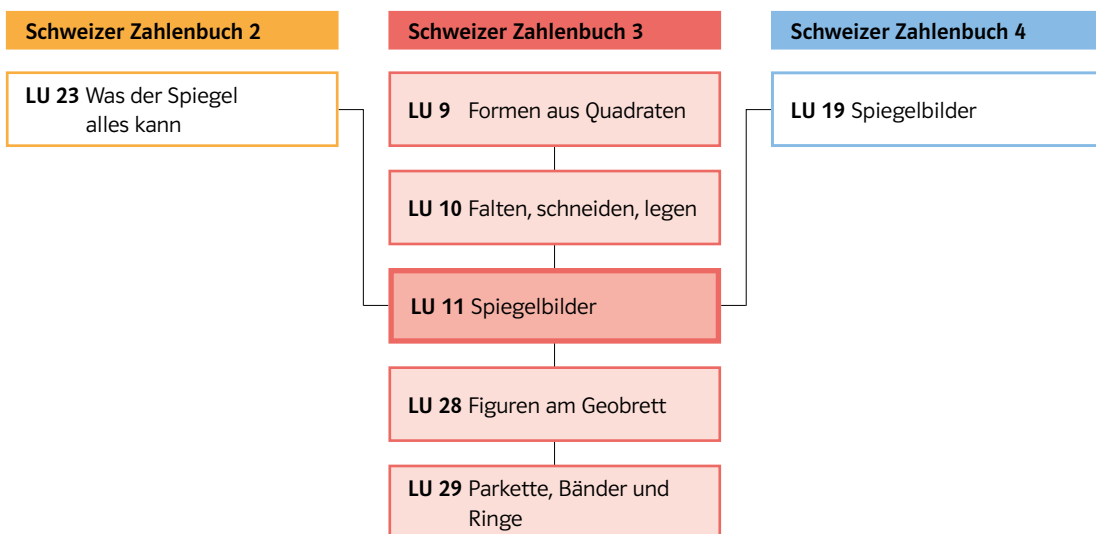 Schweizer Zahlenbuch 2
Schweizer Zahlenbuch 3
Schweizer Zahlenbuch 4
LU 23 Was der Spiegel
alles kann
LU 9 Formen aus Quadraten
LU 19 Spiegelbilder
LU 10 Falten, schneiden, legen
LU 11 Spiegelbilder
LU 28 Figuren am Geobrett
LU 29 Parkette, Bänder und
Ringe